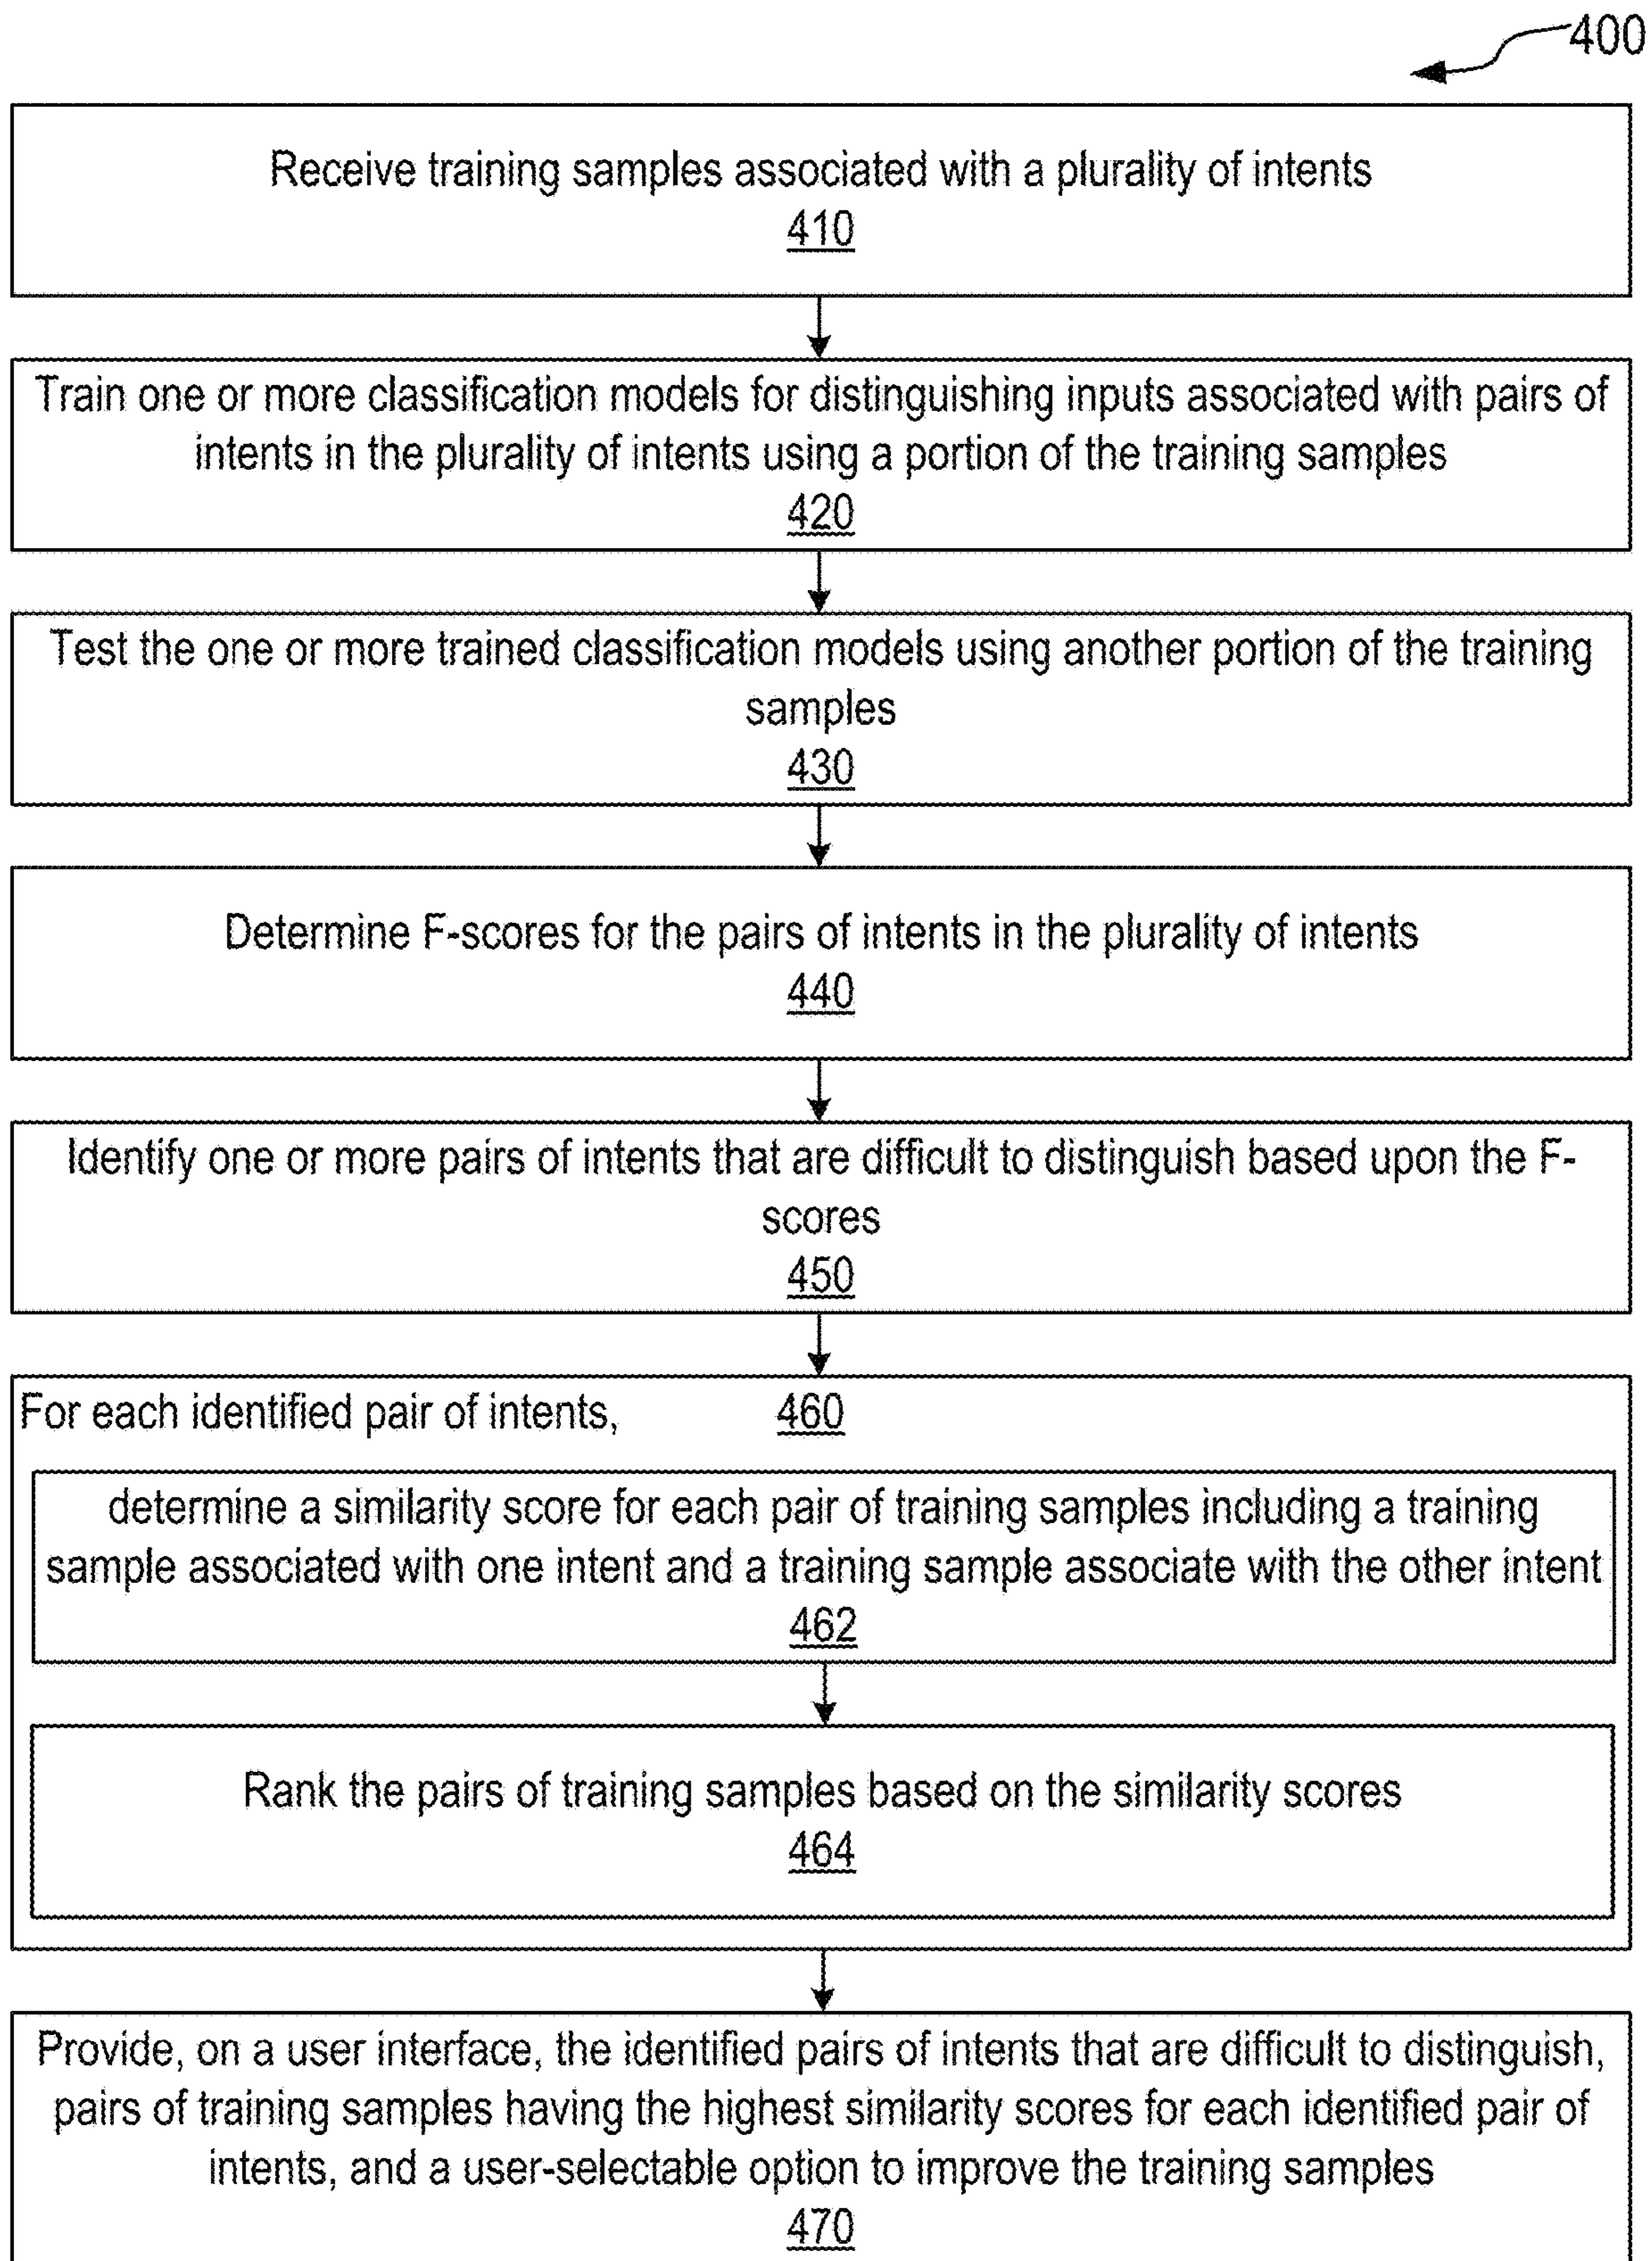 400
Receive training samples associated with a plurality of intents
410
Train one or more classification models for distinguishing inputs associated with pairs of
intents in the plurality of intents using a portion of the training samples
420
Test the one or more trained classification models using another portion of the training
samples
430
Determine F-scores for the pairs of intents in the plurality of intents
440
Identify one or more pairs of intents that are difficult to distinguish based upon the F-
scores
450
For each identified pair of intents, 460
determine a similarity score for each pair of training samples including a training
sample associated with one intent and a training sample associate with the other intent
462
Rank the pairs of training samples based on the similarity scores
464
Provide, on a user interface, the identified pairs of intents that are difficult to distinguish,
pairs of training samples having the highest similarity scores for each identified pair of
intents, and a user-selectable option to improve the training samples
470